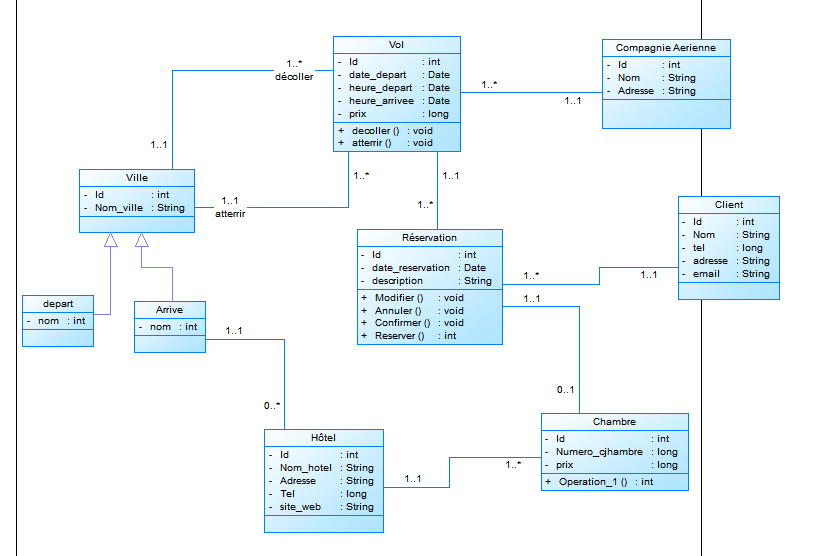 Vol
- Id : int
- date_depart : Date
- heure_depart : Date
- heure_arrivee : Date
- prix : long
+ decoller () : void
+ atterrir () : void
Compagnie Aerienne
- Id : int
- Nom : String
- Adresse : String
1..*
décoller
1..1
1..*
1..1
Ville
- Id : int
- Nom_ville : String
1..1
atterrir
1..*
1..1
1..*
Client
- Id : int
- Nom : String
- tel : long
- adresse : String
- email : String
Réservation
- Id : int
- date_reservation : Date
- description : String
+ Modifier () : void
+ Annuler () : void
+ Confirmer () : void
+ Reserver () : int
1..*
1..1
1..1
0..1
depart
- nom : int
Arrive
- nom : int
1..1
0..*
Hôtel
- Id : int
- Nom_hotel : String
- Adresse : String
- Tel : long
- site_web : String
1..1
1..*
Chambre
- Id : int
- Numero_cjhambre : long
- prix : long
+ Operation_1 () : int